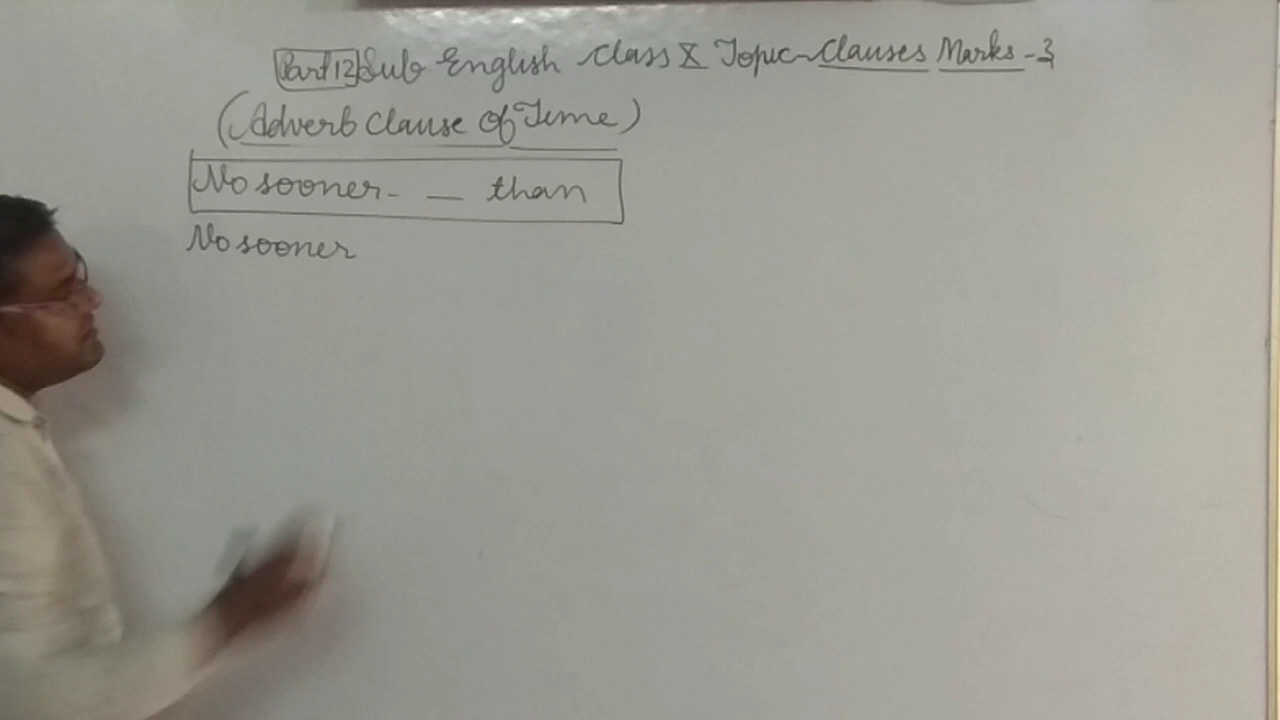 Part 12 Sub English Class X Topic-Clauses Marks-3
(Adverb Clause Of Time)
No sooner - — than
No sooner